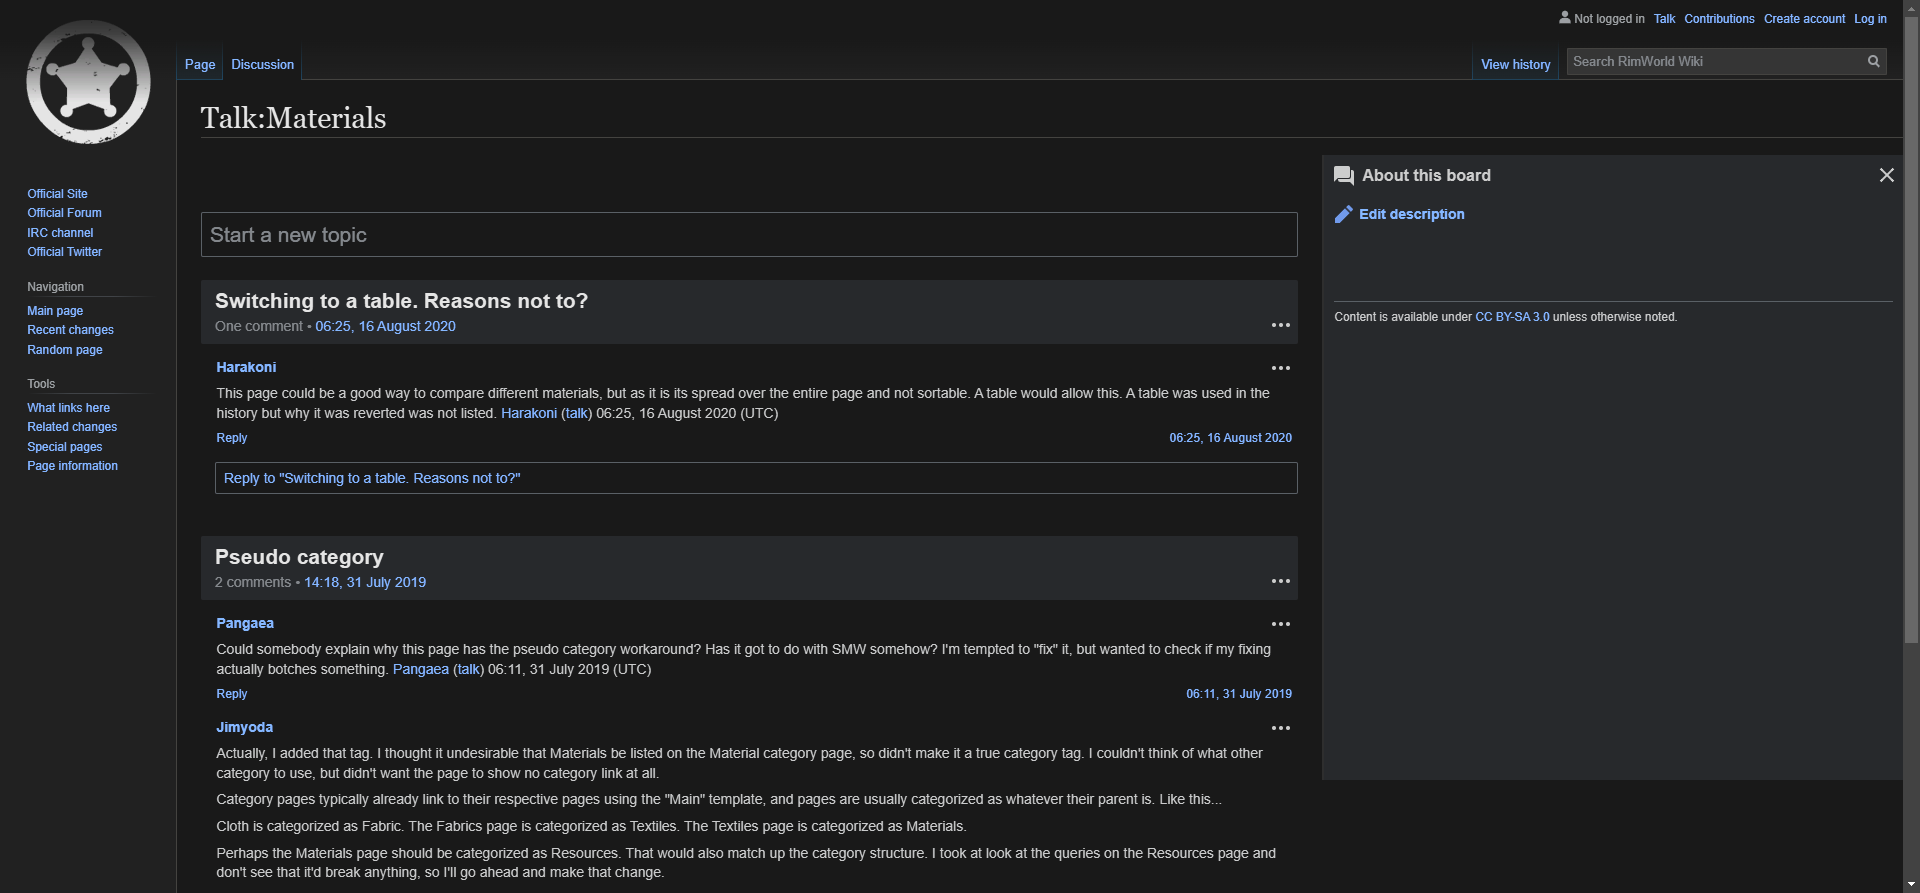 Not logged in Talk Contributions Create account Log in
Page Discussion View history Search RimWorld Wiki
Talk:Materials
Official Site
Official Forum
IRC channel
Official Twitter
Navigation
Main page
Recent changes
Random page
Tools
What links here
Related changes
Special pages
Page information
Start a new topic
Switching to a table. Reasons not to?
One comment • 06:25, 16 August 2020
Harakoni
This page could be a good way to compare different materials, but as it is its spread over the entire page and not sortable. A table would allow this. A table was used in the
history but why it was reverted was not listed. Harakoni (talk) 06:25, 16 August 2020 (UTC)
Reply 06:25, 16 August 2020
Reply to "Switching to a table. Reasons not to?"
Pseudo category
2 comments • 14:18, 31 July 2019
Pangaea
Could somebody explain why this page has the pseudo category workaround? Has it got to do with SMW somehow? I'm tempted to "fix" it, but wanted to check if my fixing
actually botches something. Pangaea (talk) 06:11, 31 July 2019 (UTC)
Reply 06:11, 31 July 2019
Jimyoda
Actually, I added that tag. I thought it undesirable that Materials be listed on the Material category page, so didn't make it a true category tag. I couldn't think of what other
category to use, but didn't want the page to show no category link at all.
Category pages typically already link to their respective pages using the "Main" template, and pages are usually categorized as whatever their parent is. Like this...
Cloth is categorized as Fabric. The Fabrics page is categorized as Textiles. The Textiles page is categorized as Materials.
Perhaps the Materials page should be categorized as Resources. That would also match up the category structure. I took at look at the queries on the Resources page and
don't see that it'd break anything, so I'll go ahead and make that change.
About this board
Edit description
Content is available under CC BY-SA 3.0 unless otherwise noted.